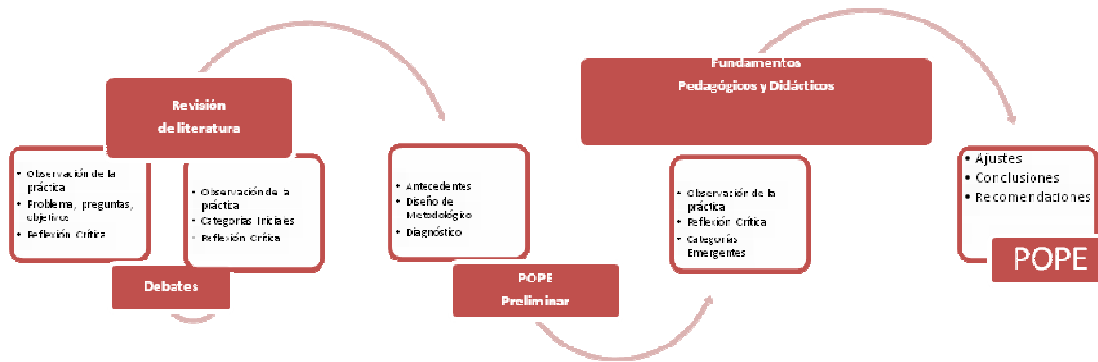 Revisión
de literatura
• Observación de la
práctica
• Problema, preguntas,
objetivos
• Reflexión Crítica
• Observación de la
práctica
• Categorías Iniciales
• Reflexión Crítica
Debates
• Antecedentes
• Diseño de
Metodológico
• Diagnóstico
POPE
Preliminar
Fundamentos
Pedagógicos y Didácticos
• Observación de la
práctica
• Reflexión Crítica
• Categorías
Emergentes
• Ajustes
• Conclusiones
• Recomendaciones
POPE